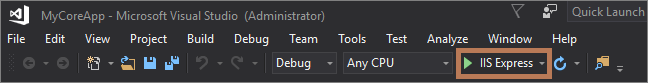 MyCoreApp - Microsoft Visual Studio (Administrator) Quick Launch
File Edit View Project Build Debug Team Tools Test Analyze Window Help
Debug Any CPU IIS Express